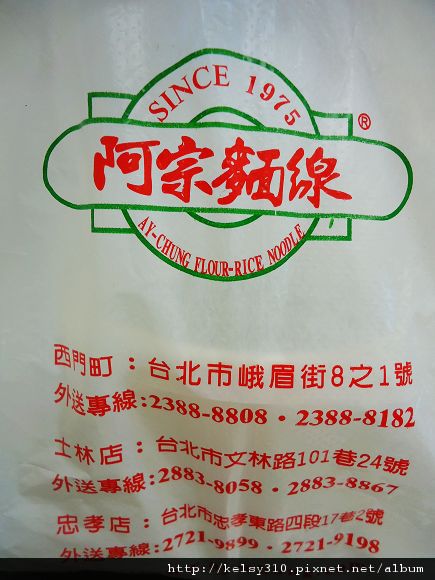 SINCE 1975
®
阿宗麵線
AY-CHUNG FLOUR-RICE NOODLE
西門町：台北市峨眉街8之1號
外送專線:2388-8808・2388-8182
士林店：台北市文林路101巷24號
外送專線:2883-8058・2883-8867
忠孝店：台北市忠孝東路四段17巷2號
外送專線:2721-9899・2721-9198
http://kelsy310.pixnet.net/album